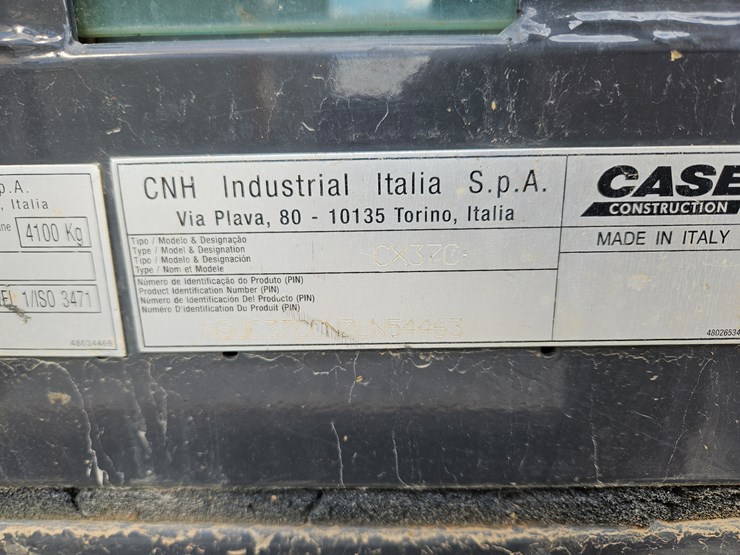 p.A.
, Italia
ne 4100 Kg
1/ISO 3471
48034469
CNH Industrial Italia S.p.A.
Via Plava, 80 - 10135 Torino, Italia
Tipo / Modelo & Designação
Type / Model & Designation
Tipo / Modelo & Designación
Type / Nom et Modele
CX37C
Número de Identificação do Produto (PIN)
Product Identification Number (PIN)
Número de Identificación Del Producto (PIN)
Numéro D'identification Du Produit (PIN)
CASE
CONSTRUCTION
MADE IN ITALY
48026534